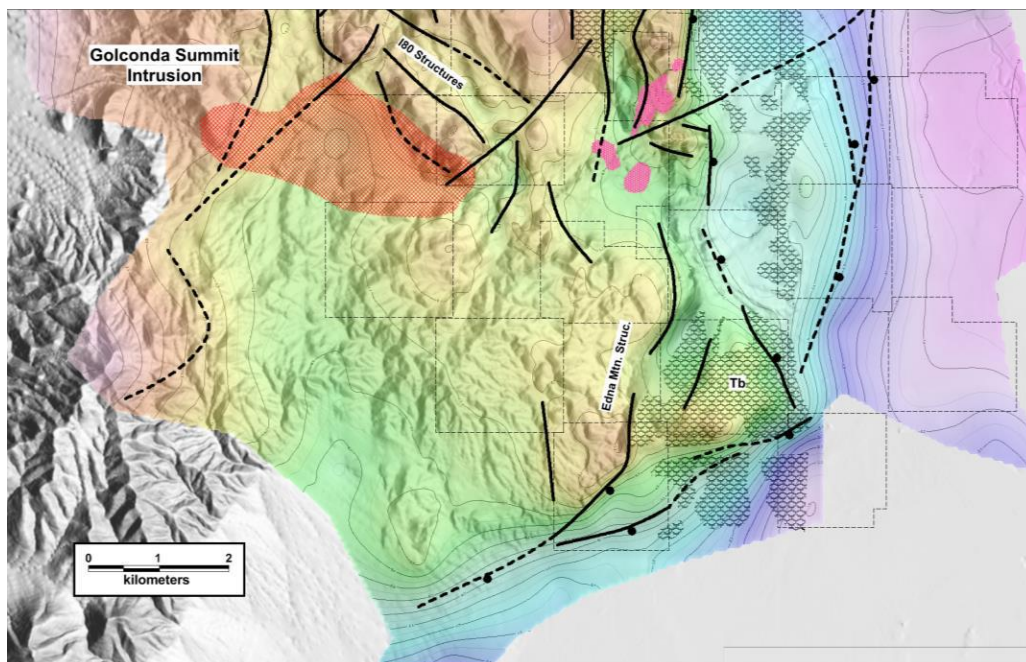 Golconda Summit
Intrusion
I80 Structures
Edna Mtn. Struc.
Tb
0 1 2
kilometers